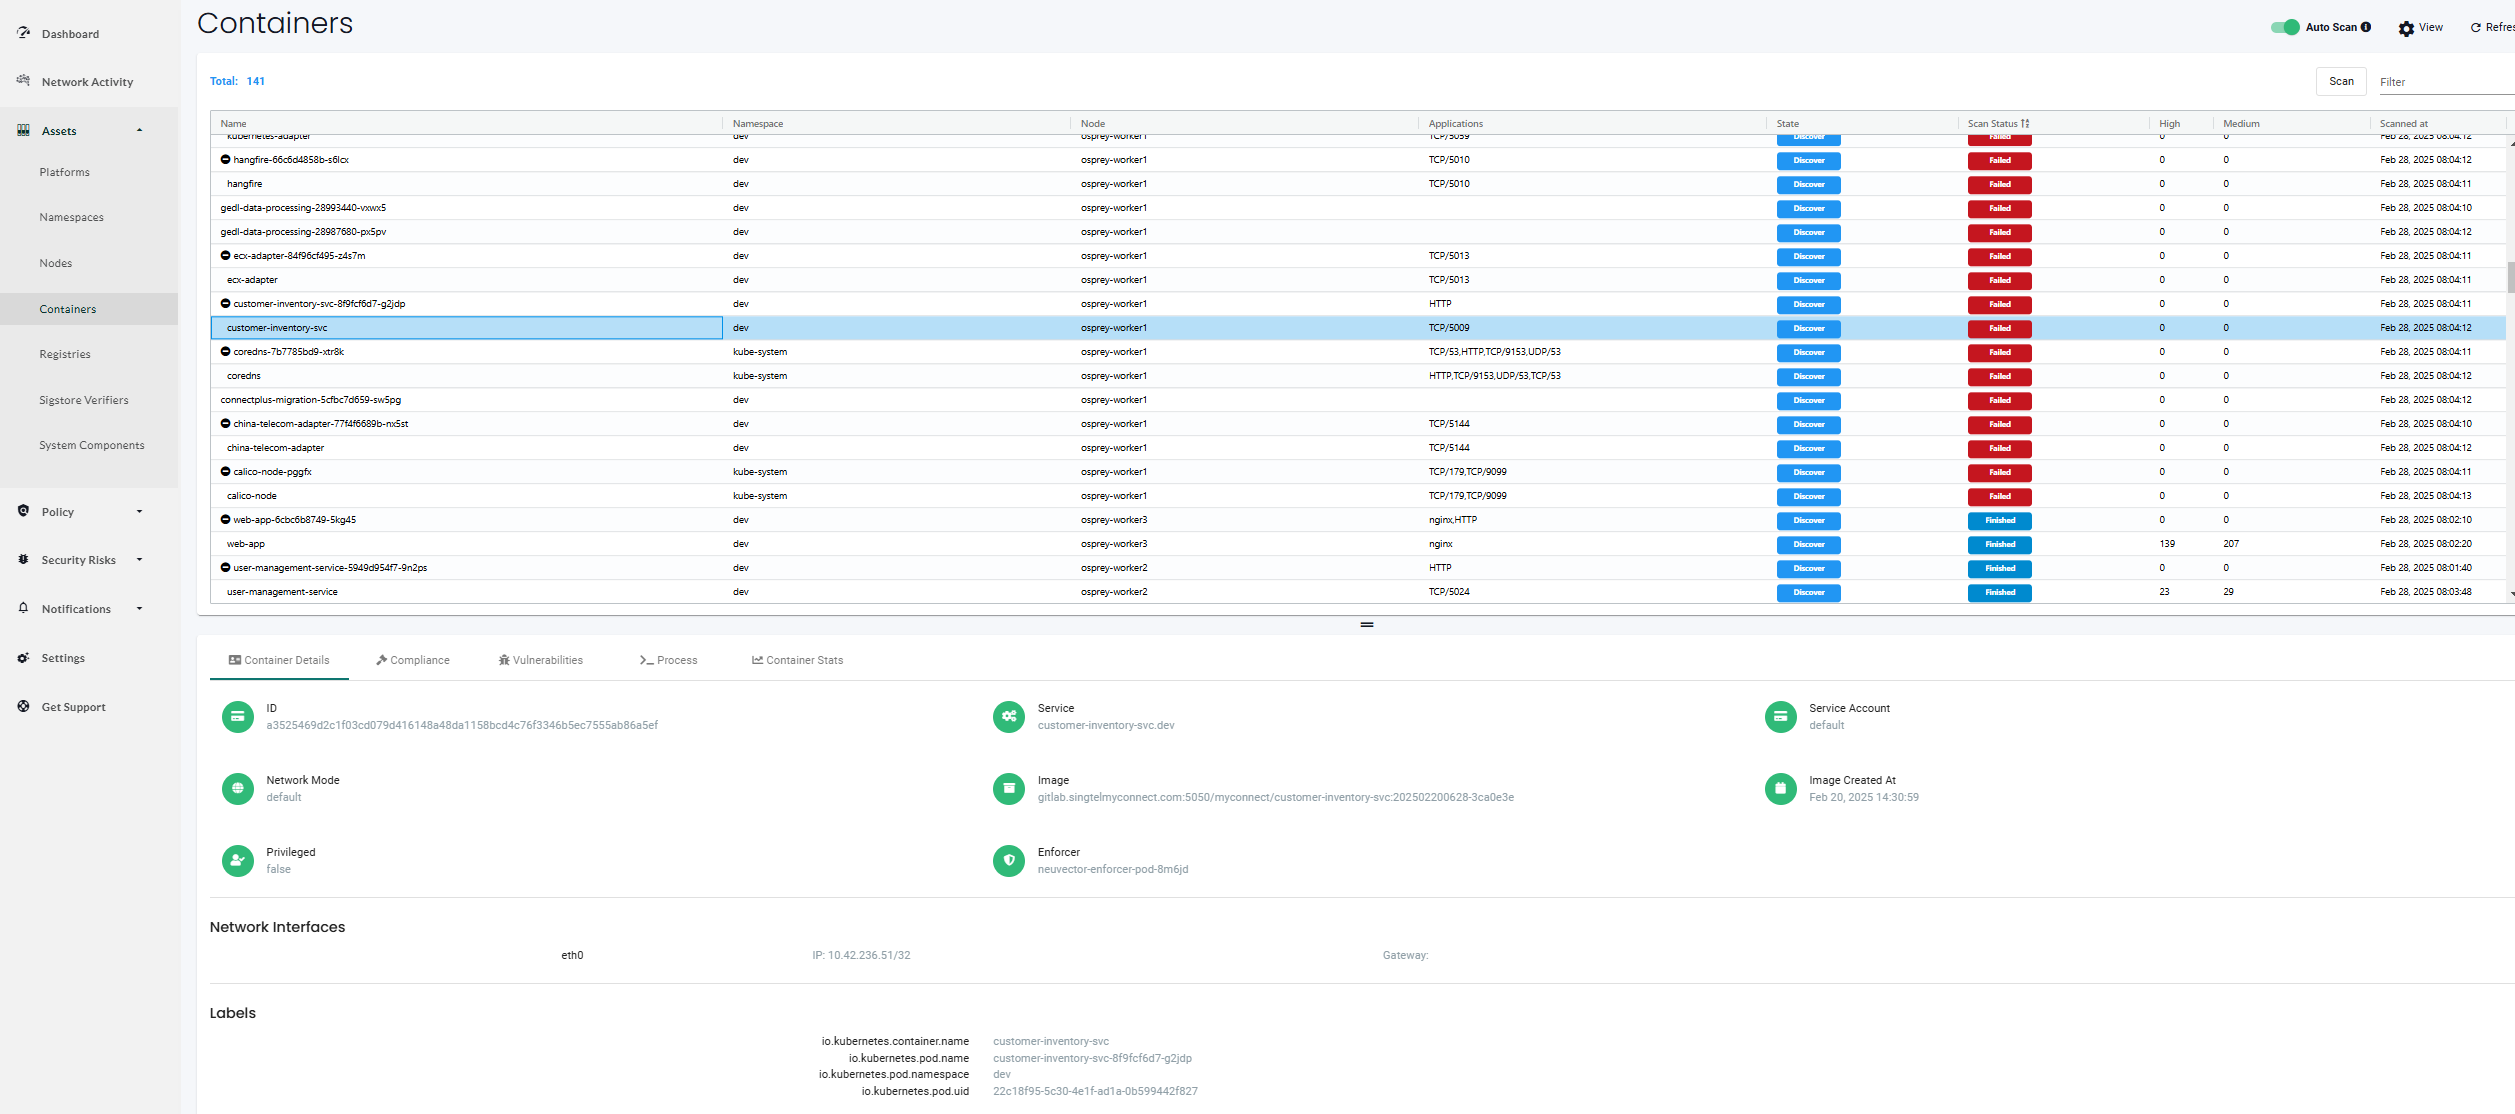 Containers
Auto Scan
View
Refres
Dashboard
Network Activity
Assets
Platforms
Namespaces
Nodes
Containers
Registries
Sigstore Verifiers
System Components
Policy
Security Risks
Notifications
Settings
Get Support
Total: 141
Scan
Filter
Name Namespace Node Applications State Scan Status High Medium Scanned at
kubernetes-adapter dev osprey-worker1 TCP/5059 Discover Failed 0 0 Feb 28, 2025 08:04:12
hangfire-66c6d4858b-s6lcx dev osprey-worker1 TCP/5010 Discover Failed 0 0 Feb 28, 2025 08:04:12
hangfire dev osprey-worker1 TCP/5010 Discover Failed 0 0 Feb 28, 2025 08:04:11
gedl-data-processing-28993440-vxwx5 dev osprey-worker1 Discover Failed 0 0 Feb 28, 2025 08:04:10
gedl-data-processing-28987680-px5pv dev osprey-worker1 Discover Failed 0 0 Feb 28, 2025 08:04:12
ecx-adapter-84f96cf495-z4s7m dev osprey-worker1 TCP/5013 Discover Failed 0 0 Feb 28, 2025 08:04:11
ecx-adapter dev osprey-worker1 TCP/5013 Discover Failed 0 0 Feb 28, 2025 08:04:11
customer-inventory-svc-8f9fcf6d7-g2jdp dev osprey-worker1 HTTP Discover Failed 0 0 Feb 28, 2025 08:04:11
customer-inventory-svc dev osprey-worker1 TCP/5009 Discover Failed 0 0 Feb 28, 2025 08:04:12
coredns-7b7785bd9-xtr8k kube-system osprey-worker1 TCP/53,HTTP,TCP/9153,UDP/53 Discover Failed 0 0 Feb 28, 2025 08:04:11
coredns kube-system osprey-worker1 HTTP,TCP/9153,UDP/53,TCP/53 Discover Failed 0 0 Feb 28, 2025 08:04:12
connectplus-migration-5cfbc7d659-sw5pg dev osprey-worker1 Discover Failed 0 0 Feb 28, 2025 08:04:12
china-telecom-adapter-77f4f6689b-nx5st dev osprey-worker1 TCP/5144 Discover Failed 0 0 Feb 28, 2025 08:04:10
china-telecom-adapter dev osprey-worker1 TCP/5144 Discover Failed 0 0 Feb 28, 2025 08:04:12
calico-node-pggfx kube-system osprey-worker1 TCP/179,TCP/9099 Discover Failed 0 0 Feb 28, 2025 08:04:11
calico-node kube-system osprey-worker1 TCP/179,TCP/9099 Discover Failed 0 0 Feb 28, 2025 08:04:13
web-app-6cbc6b8749-5kg45 dev osprey-worker3 nginx,HTTP Discover Finished 0 0 Feb 28, 2025 08:02:10
web-app dev osprey-worker3 nginx Discover Finished 139 207 Feb 28, 2025 08:02:20
user-management-service-5949d954f7-9n2ps dev osprey-worker2 HTTP Discover Finished 0 0 Feb 28, 2025 08:01:40
user-management-service dev osprey-worker2 TCP/5024 Discover Finished 23 29 Feb 28, 2025 08:03:48
Container Details Compliance Vulnerabilities Process Container Stats
ID
a3525469d2c1f03cd079d416148a48da1158bcd4c76f3346b5ec7555ab86a5ef
Service
customer-inventory-svc.dev
Service Account
default
Network Mode
default
Image
gitlab.singtelmyconnect.com:5050/myconnect/customer-inventory-svc:202502200628-3ca0e3e
Image Created At
Feb 20, 2025 14:30:59
Privileged
false
Enforcer
neuvector-enforcer-pod-8m6jd
Network Interfaces
eth0 IP: 10.42.236.51/32 Gateway:
Labels
io.kubernetes.container.name customer-inventory-svc
io.kubernetes.pod.name customer-inventory-svc-8f9fcf6d7-g2jdp
io.kubernetes.pod.namespace dev
io.kubernetes.pod.uid 22c18f95-5c30-4e1f-ad1a-0b599442f827